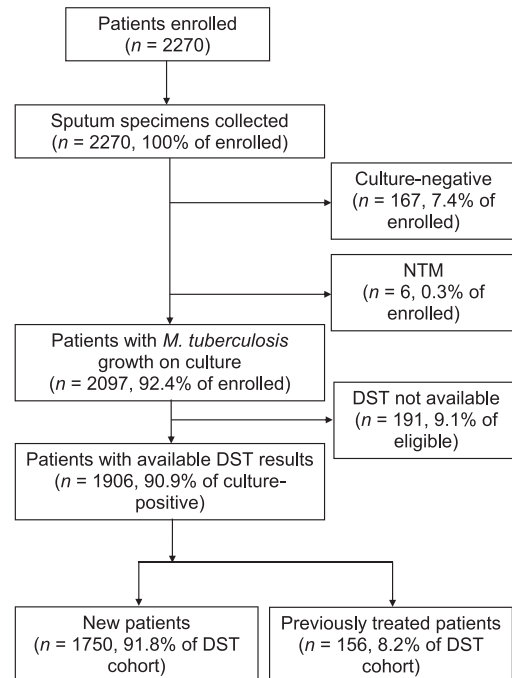 Patients enrolled
(n = 2270)
Sputum specimens collected
(n = 2270, 100% of enrolled)
Culture-negative
(n = 167, 7.4% of
enrolled)
NTM
(n = 6, 0.3% of
enrolled)
Patients with M. tuberculosis
growth on culture
(n = 2097, 92.4% of enrolled)
DST not available
(n = 191, 9.1% of
eligible)
Patients with available DST results
(n = 1906, 90.9% of culture-
positive)
New patients
(n = 1750, 91.8% of DST
cohort)
Previously treated patients
(n = 156, 8.2% of DST
cohort)